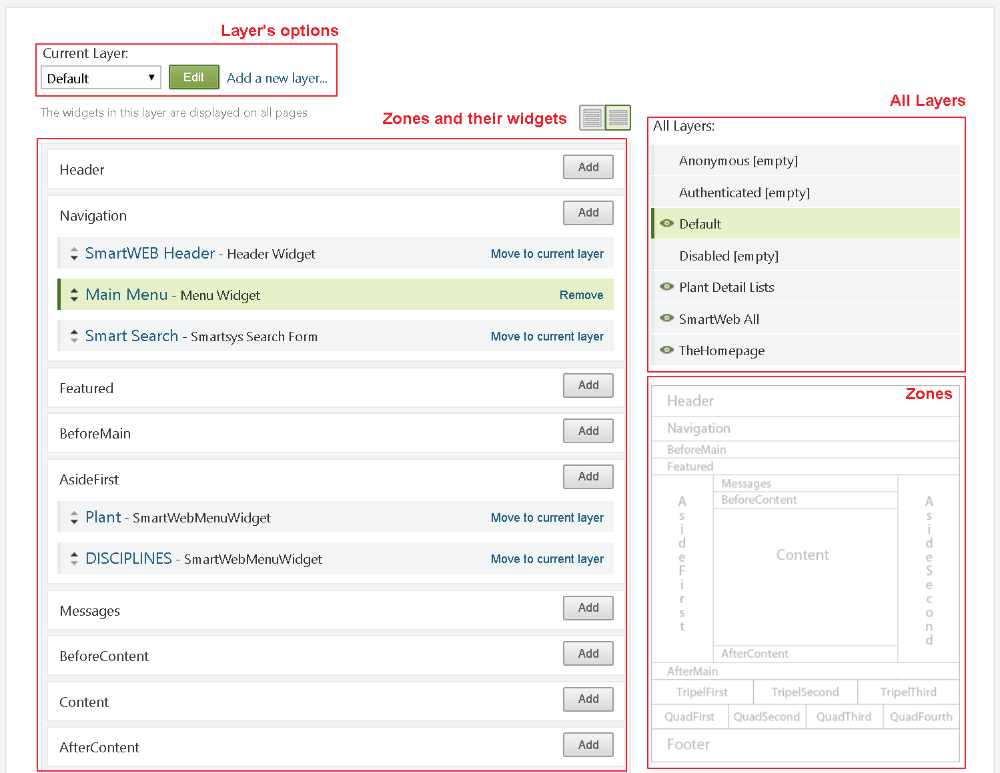 Layer's options
Current Layer:
Default Edit Add a new layer...
The widgets in this layer are displayed on all pages
Zones and their widgets
Header Add
Navigation Add
SmartWEB Header - Header Widget Move to current layer
Main Menu - Menu Widget Remove
Smart Search - Smartsys Search Form Move to current layer
Featured Add
BeforeMain Add
AsideFirst Add
Plant - SmartWebMenuWidget Move to current layer
DISCIPLINES - SmartWebMenuWidget Move to current layer
Messages Add
BeforeContent Add
Content Add
AfterContent Add
All Layers
All Layers:
Anonymous [empty]
Authenticated [empty]
Default
Disabled [empty]
Plant Detail Lists
SmartWeb All
TheHomepage
Zones
Header
Navigation
BeforeMain
Featured
AsideFirst
Messages
BeforeContent
Content
AfterContent
AsideSecond
AfterMain
TripelFirst TripelSecond TripelThird
QuadFirst QuadSecond QuadThird QuadFourth
Footer